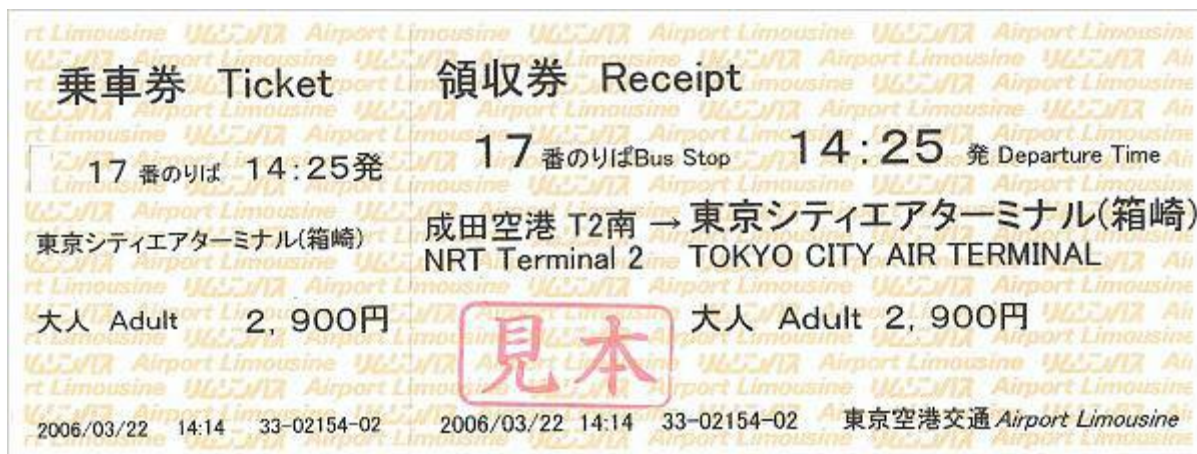 乗車券 Ticket
17 番のりば 14:25発
東京シティエアターミナル(箱崎)
大人 Adult 2,900円
2006/03/22 14:14 33-02154-02
領収券 Receipt
17 番のりばBus Stop 14:25 発 Departure Time
成田空港 T2南 → 東京シティエアターミナル(箱崎)
NRT Terminal 2 TOKYO CITY AIR TERMINAL
見本
大人 Adult 2,900円
2006/03/22 14:14 33-02154-02 東京空港交通 Airport Limousine